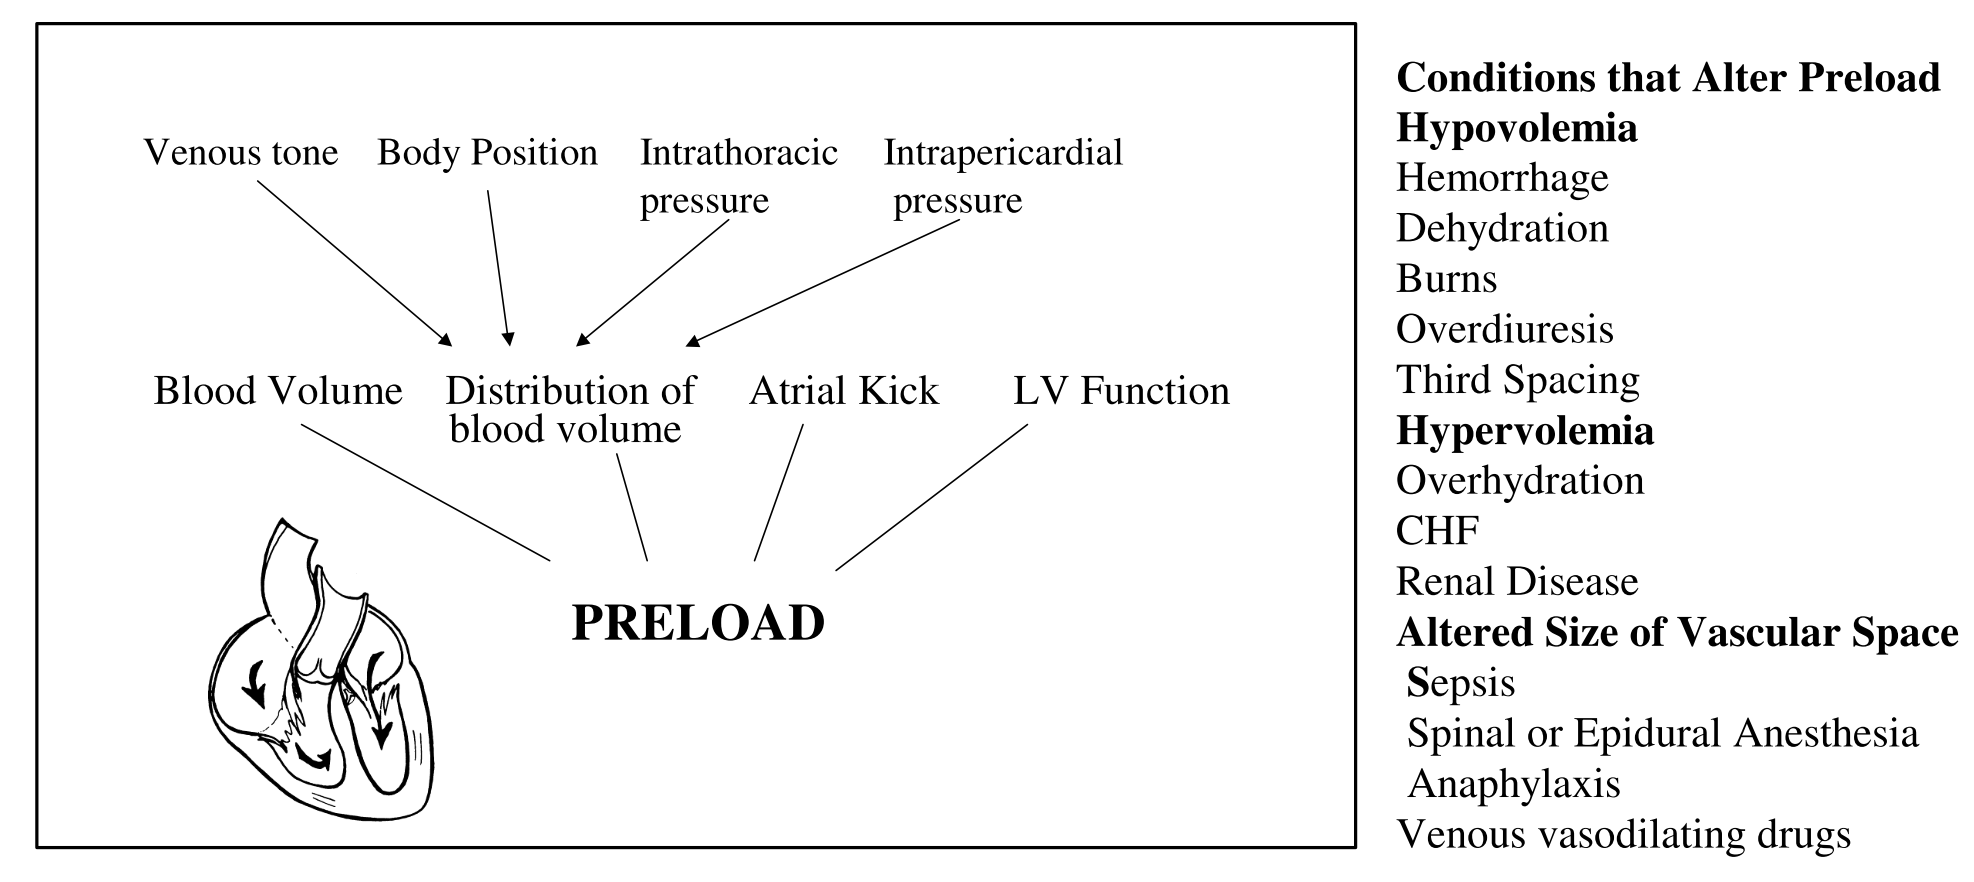 Venous tone
Body Position
Intrathoracic
pressure
Intrapericardial
pressure
Blood Volume
Distribution of
blood volume
Atrial Kick
LV Function
PRELOAD
Conditions that Alter Preload
Hypovolemia
Hemorrhage
Dehydration
Burns
Overdiuresis
Third Spacing
Hypervolemia
Overhydration
CHF
Renal Disease
Altered Size of Vascular Space
Sepsis
Spinal or Epidural Anesthesia
Anaphylaxis
Venous vasodilating drugs